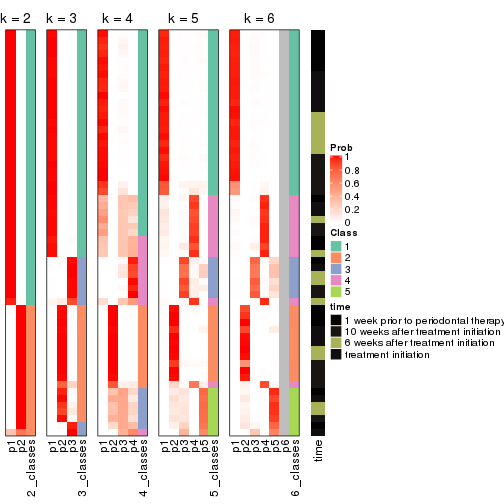 k = 2 k = 3 k = 4 k = 5 k = 6
Prob
1
0.8
0.6
0.4
0.2
0
Class
1
2
3
4
5
time
1 week prior to periodontal therapy
10 weeks after treatment initiation
6 weeks after treatment initiation
treatment initiation
p1 p2 2_classes p1 p2 p3 3_classes p1 p2 p3 p4 4_classes p1 p2 p3 p4 p5 5_classes p1 p2 p3 p4 p5 p6 6_classes time